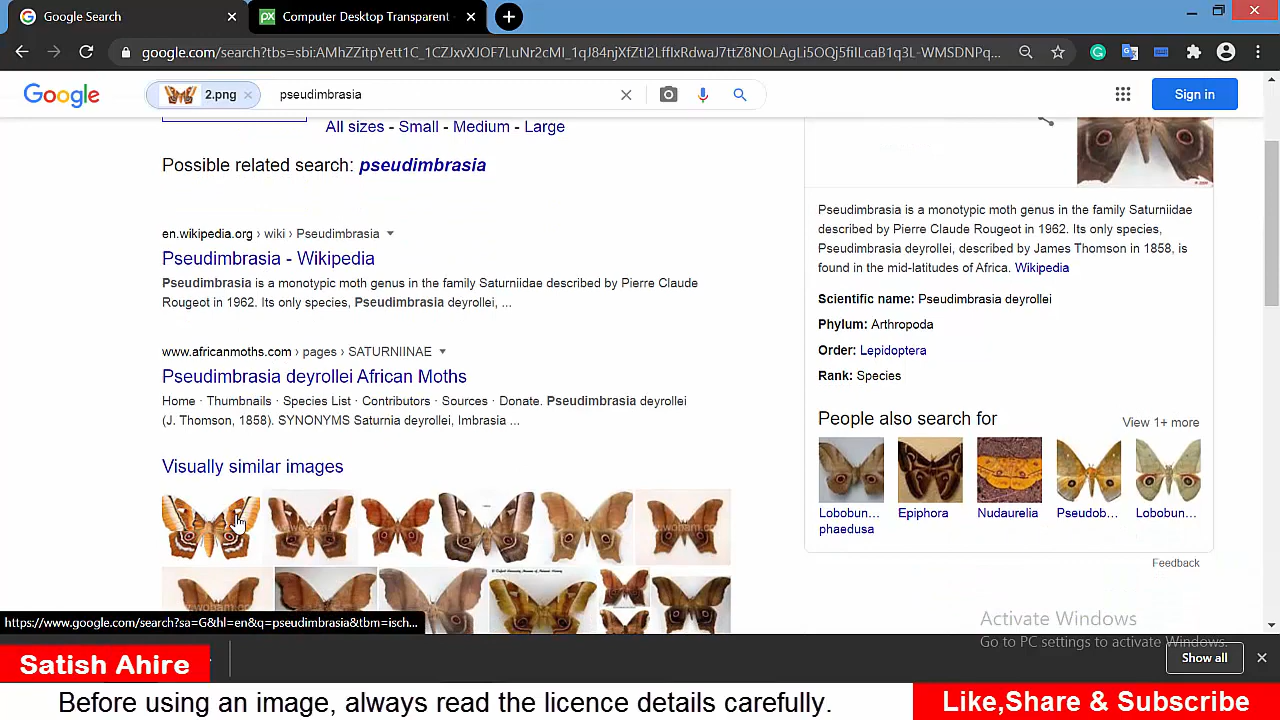 Google Search
Computer Desktop Transparent
google.com/search?tbs=sbi:AMhZZitpYett1C_1CZJxvXJOF7LuNr2cMI_1qJ84njXfZtl2LfflxRdwaJ7ttZ8NOLAgLi5OQj5filLcaB1q3L-WMSDNPq...
Google
2.png
pseudimbrasia
Sign in
All sizes - Small - Medium - Large
Possible related search: pseudimbrasia
en.wikipedia.org › wiki › Pseudimbrasia
Pseudimbrasia - Wikipedia
Pseudimbrasia is a monotypic moth genus in the family Saturniidae described by Pierre Claude
Rougeot in 1962. Its only species, Pseudimbrasia deyrollei, ...
www.africanmoths.com › pages › SATURNIINAE
Pseudimbrasia deyrollei African Moths
Home · Thumbnails · Species List · Contributors · Sources · Donate. Pseudimbrasia deyrollei
(J. Thomson, 1858). SYNONYMS Saturnia deyrollei, Imbrasia ...
Visually similar images
https://www.google.com/search?sa=G&hl=en&q=pseudimbrasia&tbm=isch...
Pseudimbrasia is a monotypic moth genus in the family Saturniidae
described by Pierre Claude Rougeot in 1962. Its only species,
Pseudimbrasia deyrollei, described by James Thomson in 1858, is
found in the mid-latitudes of Africa. Wikipedia
Scientific name: Pseudimbrasia deyrollei
Phylum: Arthropoda
Order: Lepidoptera
Rank: Species
People also search for
View 1+ more
Lobobun... phaedusa
Epiphora
Nudaurelia
Pseudob...
Lobobun...
Feedback
Activate Windows
Go to PC settings to activate Windows.
Show all
Satish Ahire
Before using an image, always read the licence details carefully.
Like,Share & Subscribe